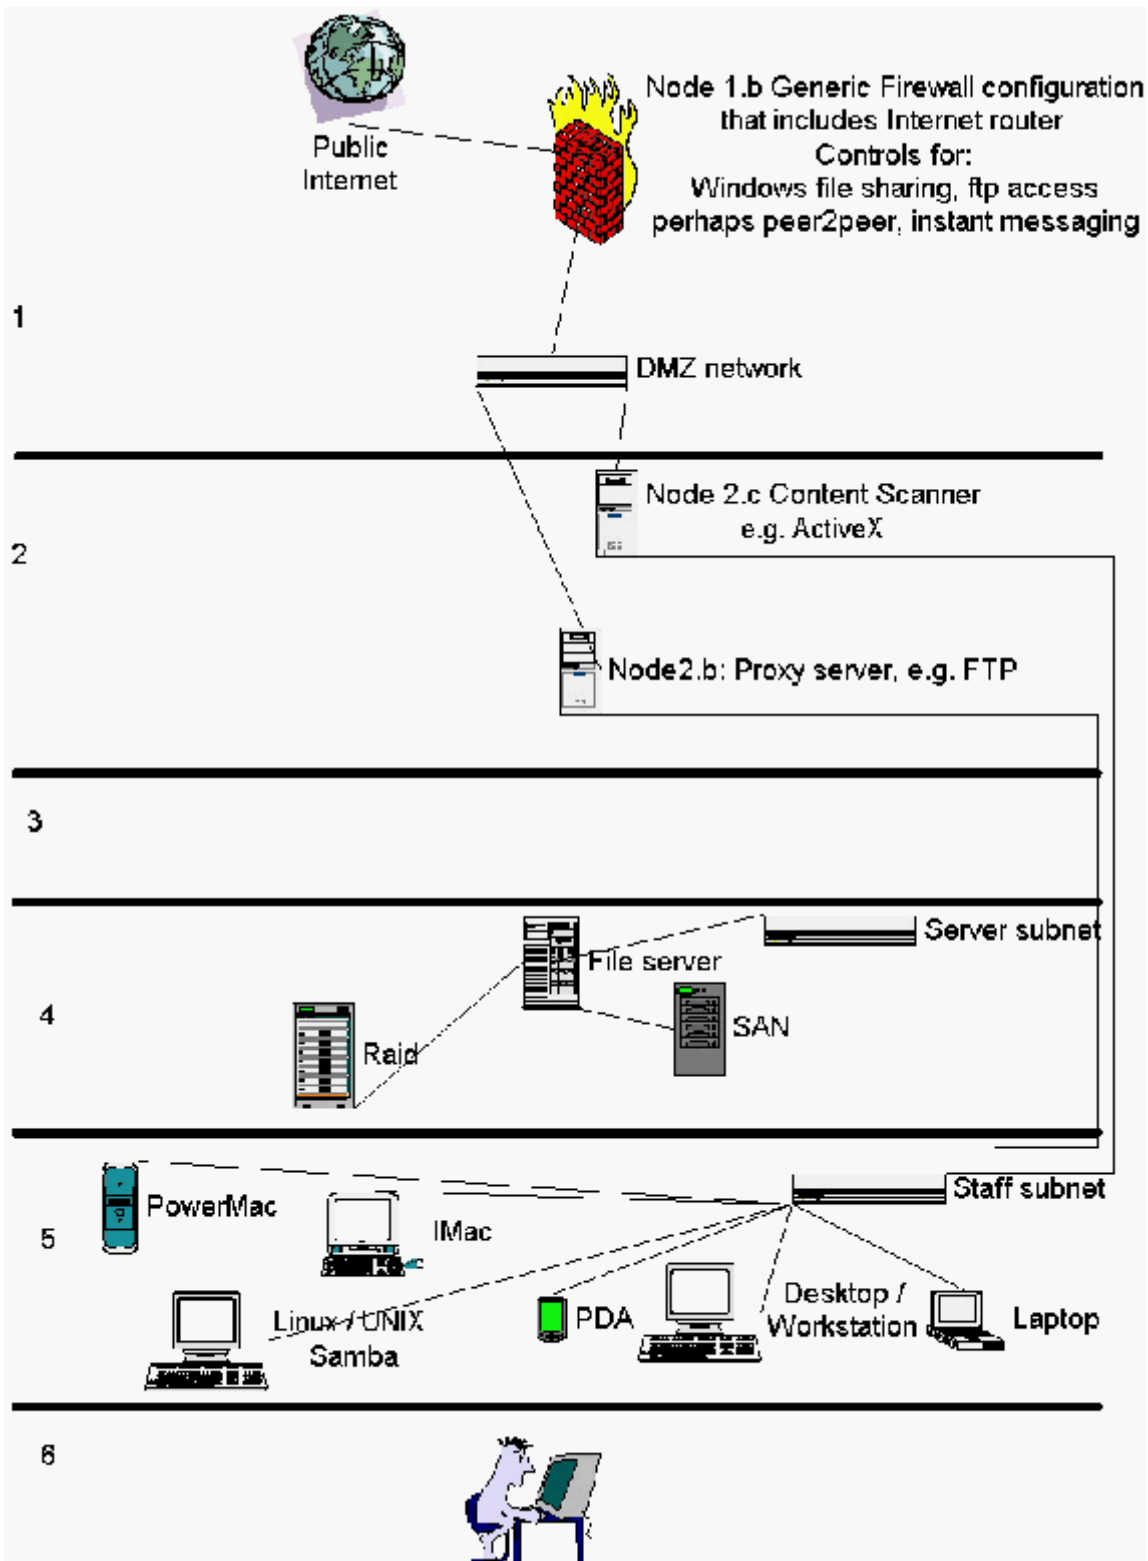 Public
Internet
Node 1.b Generic Firewall configuration
that includes Internet router
Controls for:
Windows file sharing, ftp access
perhaps peer2peer, instant messaging
1
DMZ network
2
Node 2.c Content Scanner
e.g. ActiveX
Node2.b: Proxy server, e.g. FTP
3
Server subnet
File server
4
SAN
Raid
Staff subnet
PowerMac
IMac
5
Linux / UNIX
Samba
PDA
Desktop /
Workstation
Laptop
6